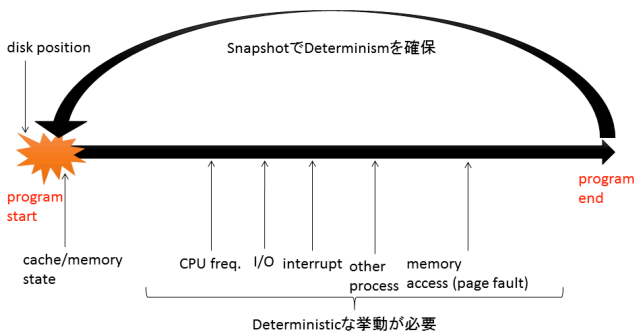 disk position
SnapshotでDeterminismを確保
program
start
program
end
cache/memory
state
CPU freq.
I/O
interrupt
other
process
memory
access (page fault)
Deterministicな挙動が必要